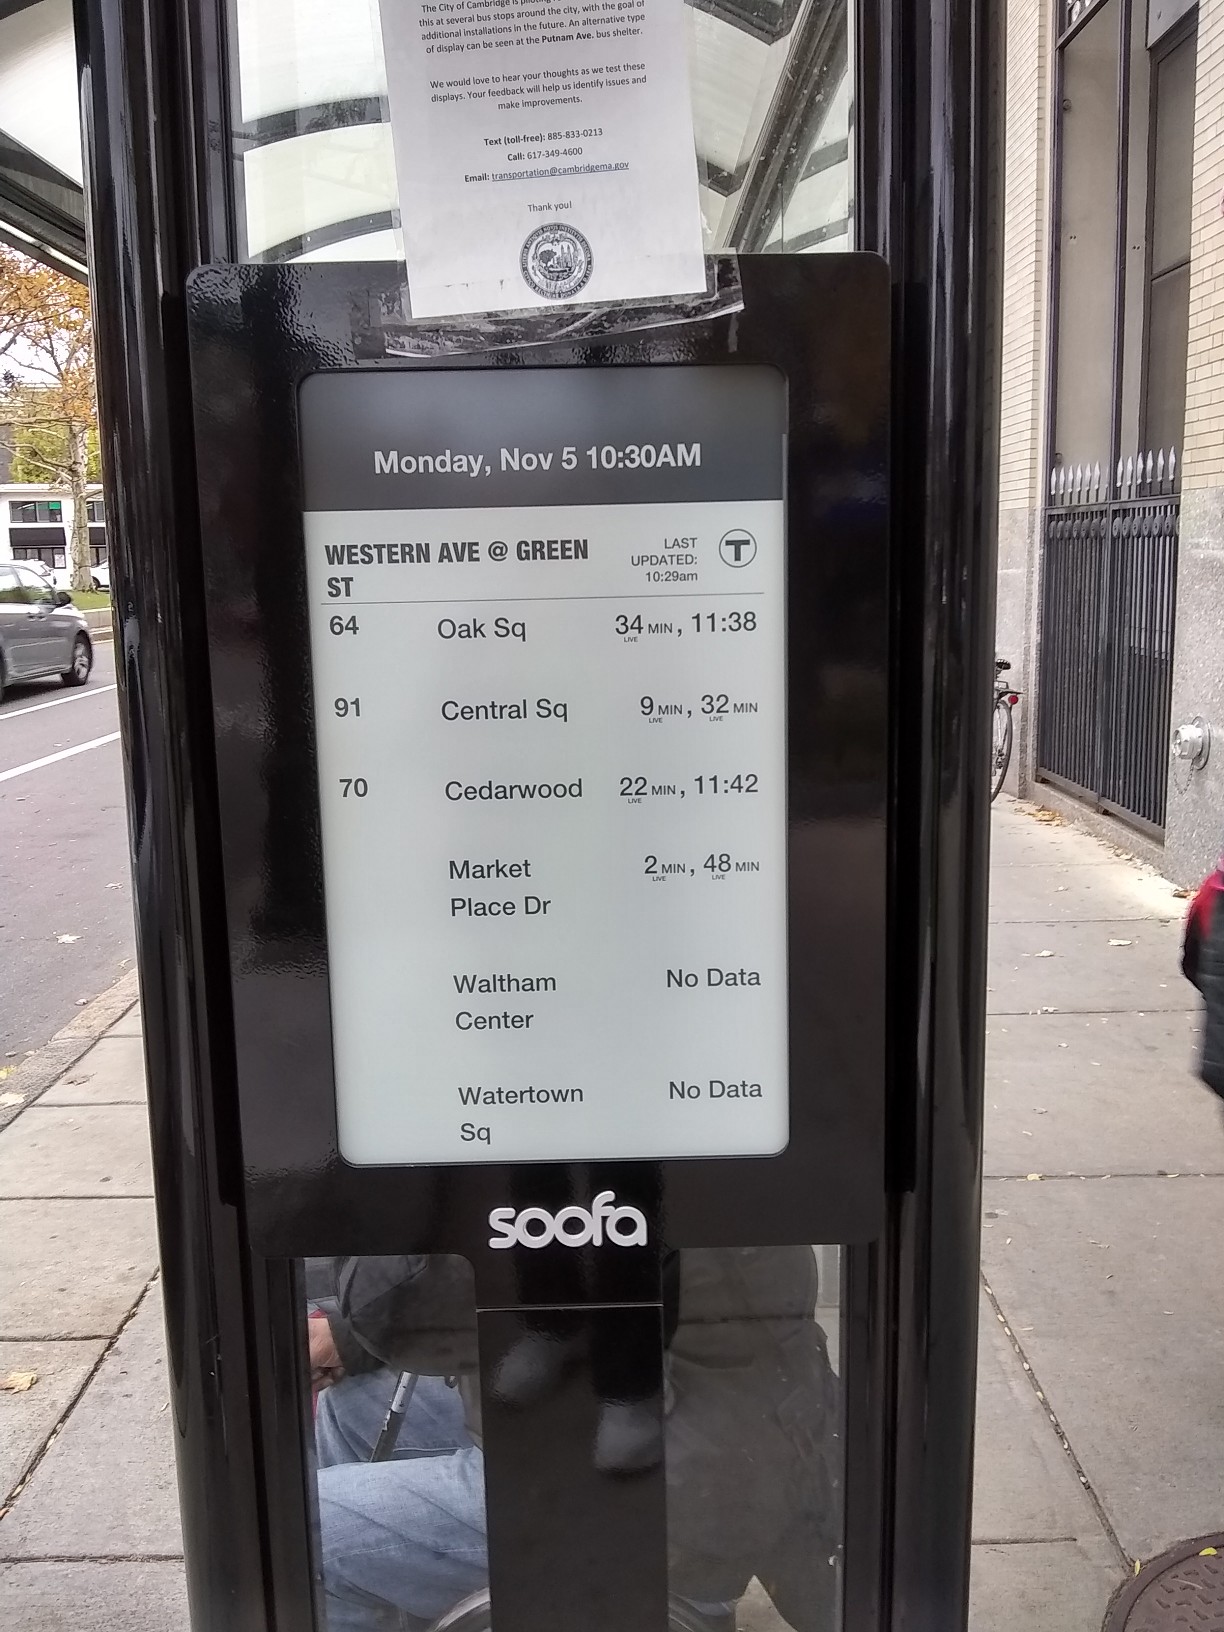 The City of Cambridge is
this at several bus stops around the city, with the goal of
additional installations in the future. An alternative type
of display can be seen at the Putnam Ave. bus shelter.
We would love to hear your thoughts as we test these
displays. Your feedback will help us identify issues and
make improvements.
Text (toll-free): 885-833-0213
Call: 617-349-4600
Email: transportation@cambridgema.gov
Thank you!
Monday, Nov 5 10:30AM
WESTERN AVE @ GREEN ST
LAST UPDATED: 10:29am
T
64 Oak Sq 34 MIN, 11:38
LIVE
91 Central Sq 9 MIN, 32 MIN
LIVE LIVE
70 Cedarwood 22 MIN, 11:42
LIVE
Market 2 MIN, 48 MIN
LIVE LIVE
Place Dr
Waltham No Data
Center
Watertown No Data
Sq
soofa